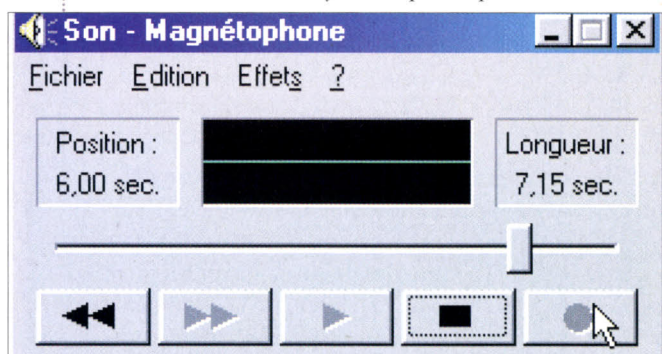 Son - Magnétophone
Fichier Edition Effets ?
Position :
6,00 sec.
Longueur :
7,15 sec.